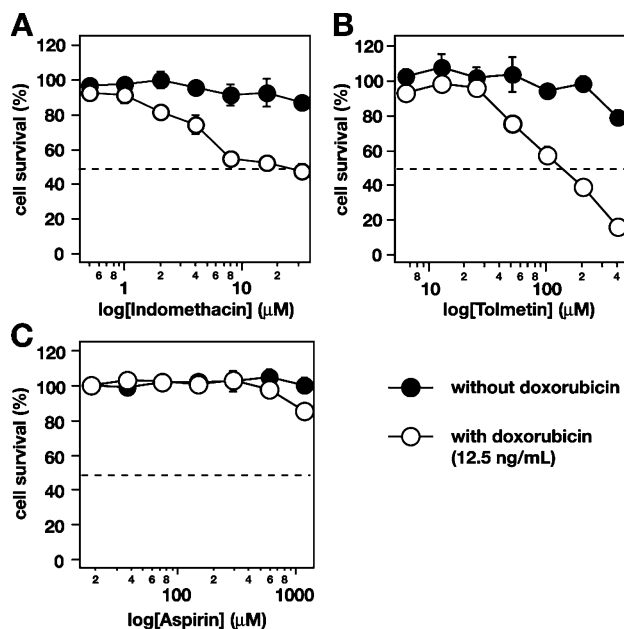 A
120
100
80
60
40
20
0
cell survival (%)
6 8 1 2 4 6 8 10 2
log[Indomethacin] (μM)
B
120
100
80
60
40
20
0
cell survival (%)
8 10 2 4 6 8 100 2 4
log[Tolmetin] (μM)
C
120
100
80
60
40
20
0
cell survival (%)
2 4 6 8 100 2 4 6 8 1000
log[Aspirin] (μM)
without doxorubicin
with doxorubicin
(12.5 ng/mL)